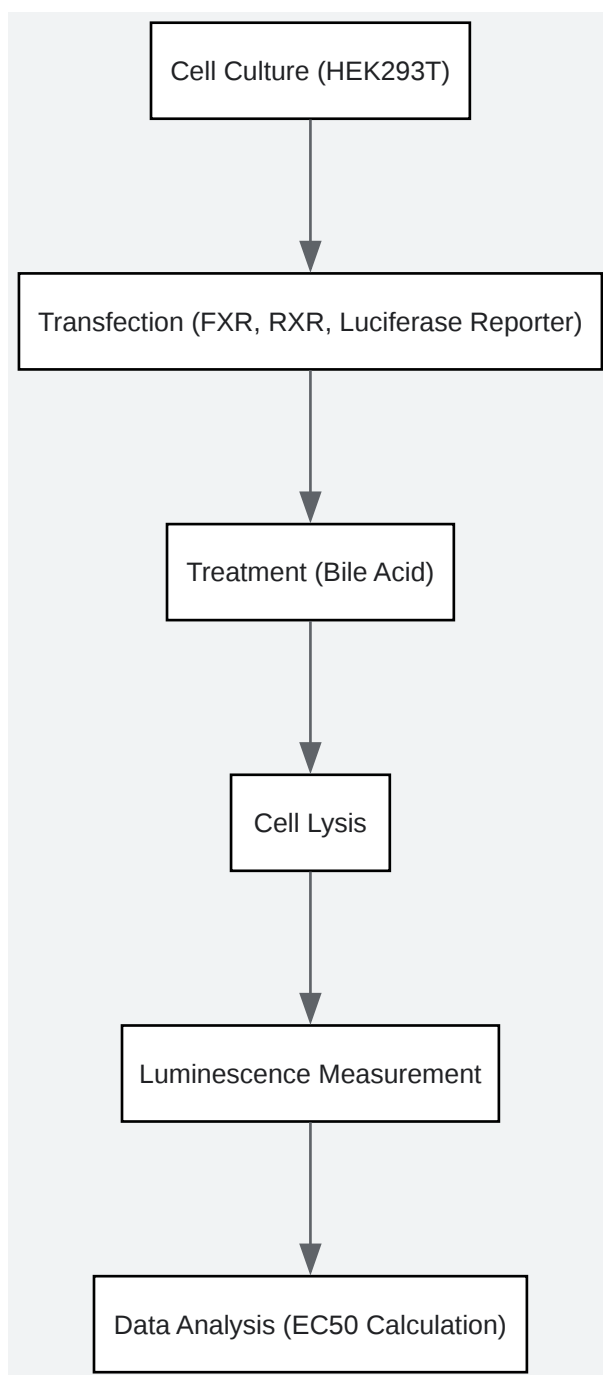 Cell Culture (HEK293T)
Transfection (FXR, RXR, Luciferase Reporter)
Treatment (Bile Acid)
Cell Lysis
Luminescence Measurement
Data Analysis (EC50 Calculation)